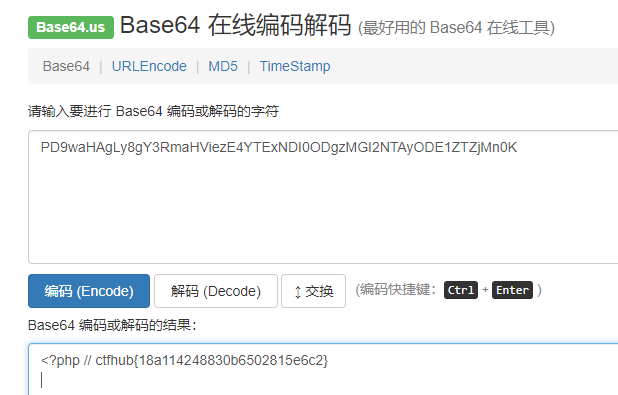 Base64.us Base64 在线编码解码 (最好用的 Base64 在线工具)
Base64 | URLEncode | MD5 | TimeStamp
请输入要进行 Base64 编码或解码的字符
PD9waHAgLy8gY3RmaHViezE4YTExNDI0ODgzMGI2NTAyODE1ZTZjMn0K
编码 (Encode) 解码 (Decode) ↕ 交换 (编码快捷键: Ctrl + Enter )
Base64 编码或解码的结果:
<?php // ctfhub{18a114248830b6502815e6c2}